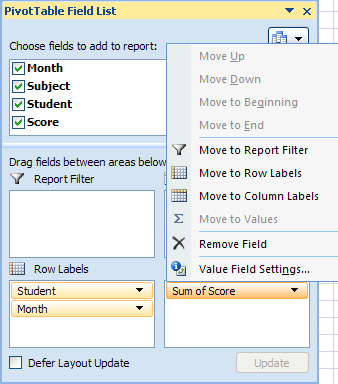 PivotTable Field List
Choose fields to add to report:
Month
Subject
Student
Score
Move Up
Move Down
Move to Beginning
Move to End
Move to Report Filter
Move to Row Labels
Move to Column Labels
Σ Move to Values
Remove Field
Value Field Settings...
Drag fields between areas below
Report Filter
Row Labels
Student
Month
Sum of Score
Defer Layout Update
Update